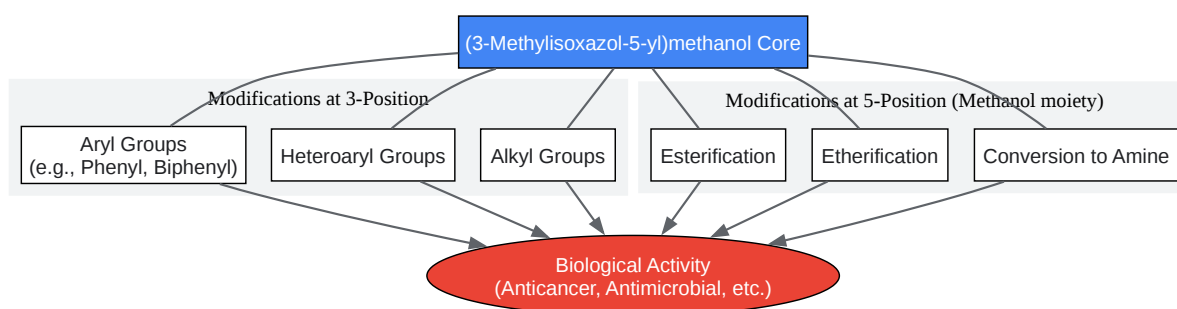 (3-Methylisoxazol-5-yl)methanol Core
Modifications at 3-Position
Modifications at 5-Position (Methanol moiety)
Aryl Groups
(e.g., Phenyl, Biphenyl)
Heteroaryl Groups
Alkyl Groups
Esterification
Etherification
Conversion to Amine
Biological Activity
(Anticancer, Antimicrobial, etc.)